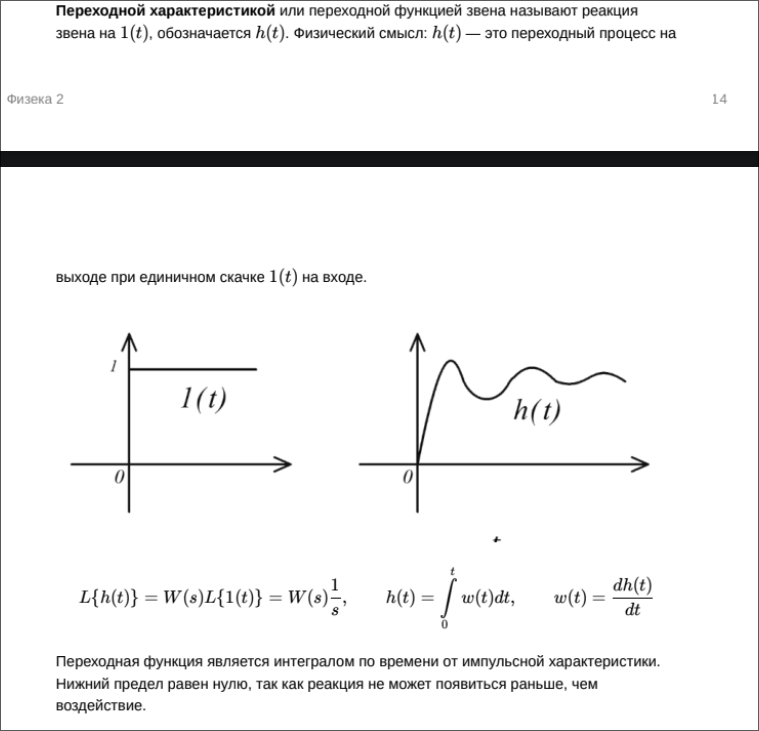 Переходной характеристикой или переходной функцией звена называют реакция
звена на 1(t), обозначается h(t). Физический смысл: h(t) — это переходный процесс на
Физека 2
14
выходе при единичном скачке 1(t) на входе.
1
1(t)
0
h(t)
0
t
L{h(t)} = W(s)L{1(t)} = W(s)\frac{1}{s}, h(t) = \int_0^t w(t)dt, w(t) = \frac{dh(t)}{dt}
Переходная функция является интегралом по времени от импульсной характеристики.
Нижний предел равен нулю, так как реакция не может появиться раньше, чем
воздействие.